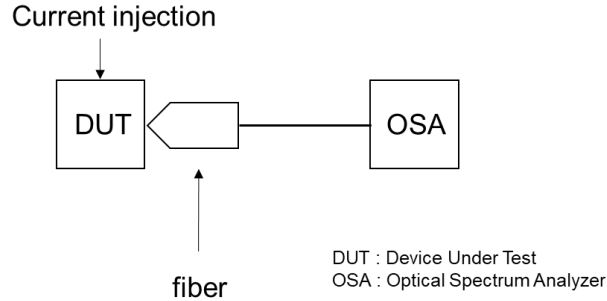 Current injection
DUT
OSA
fiber
DUT : Device Under Test
OSA : Optical Spectrum Analyzer